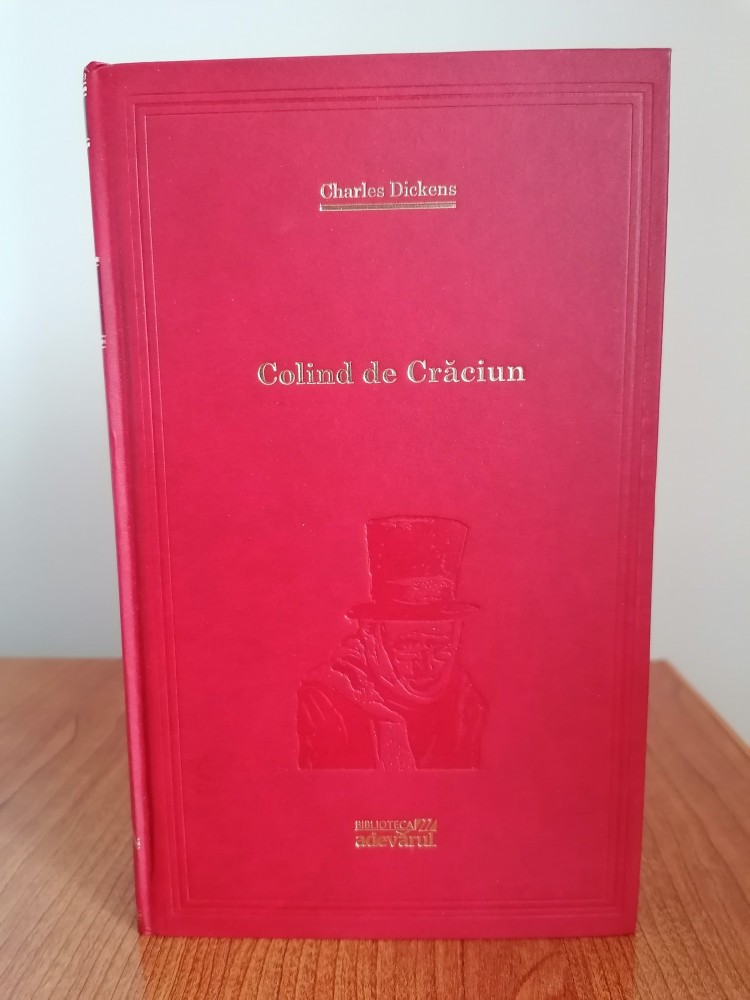 Charles Dickens
Colind de Crăciun
BIBLIOTECA
adevărul